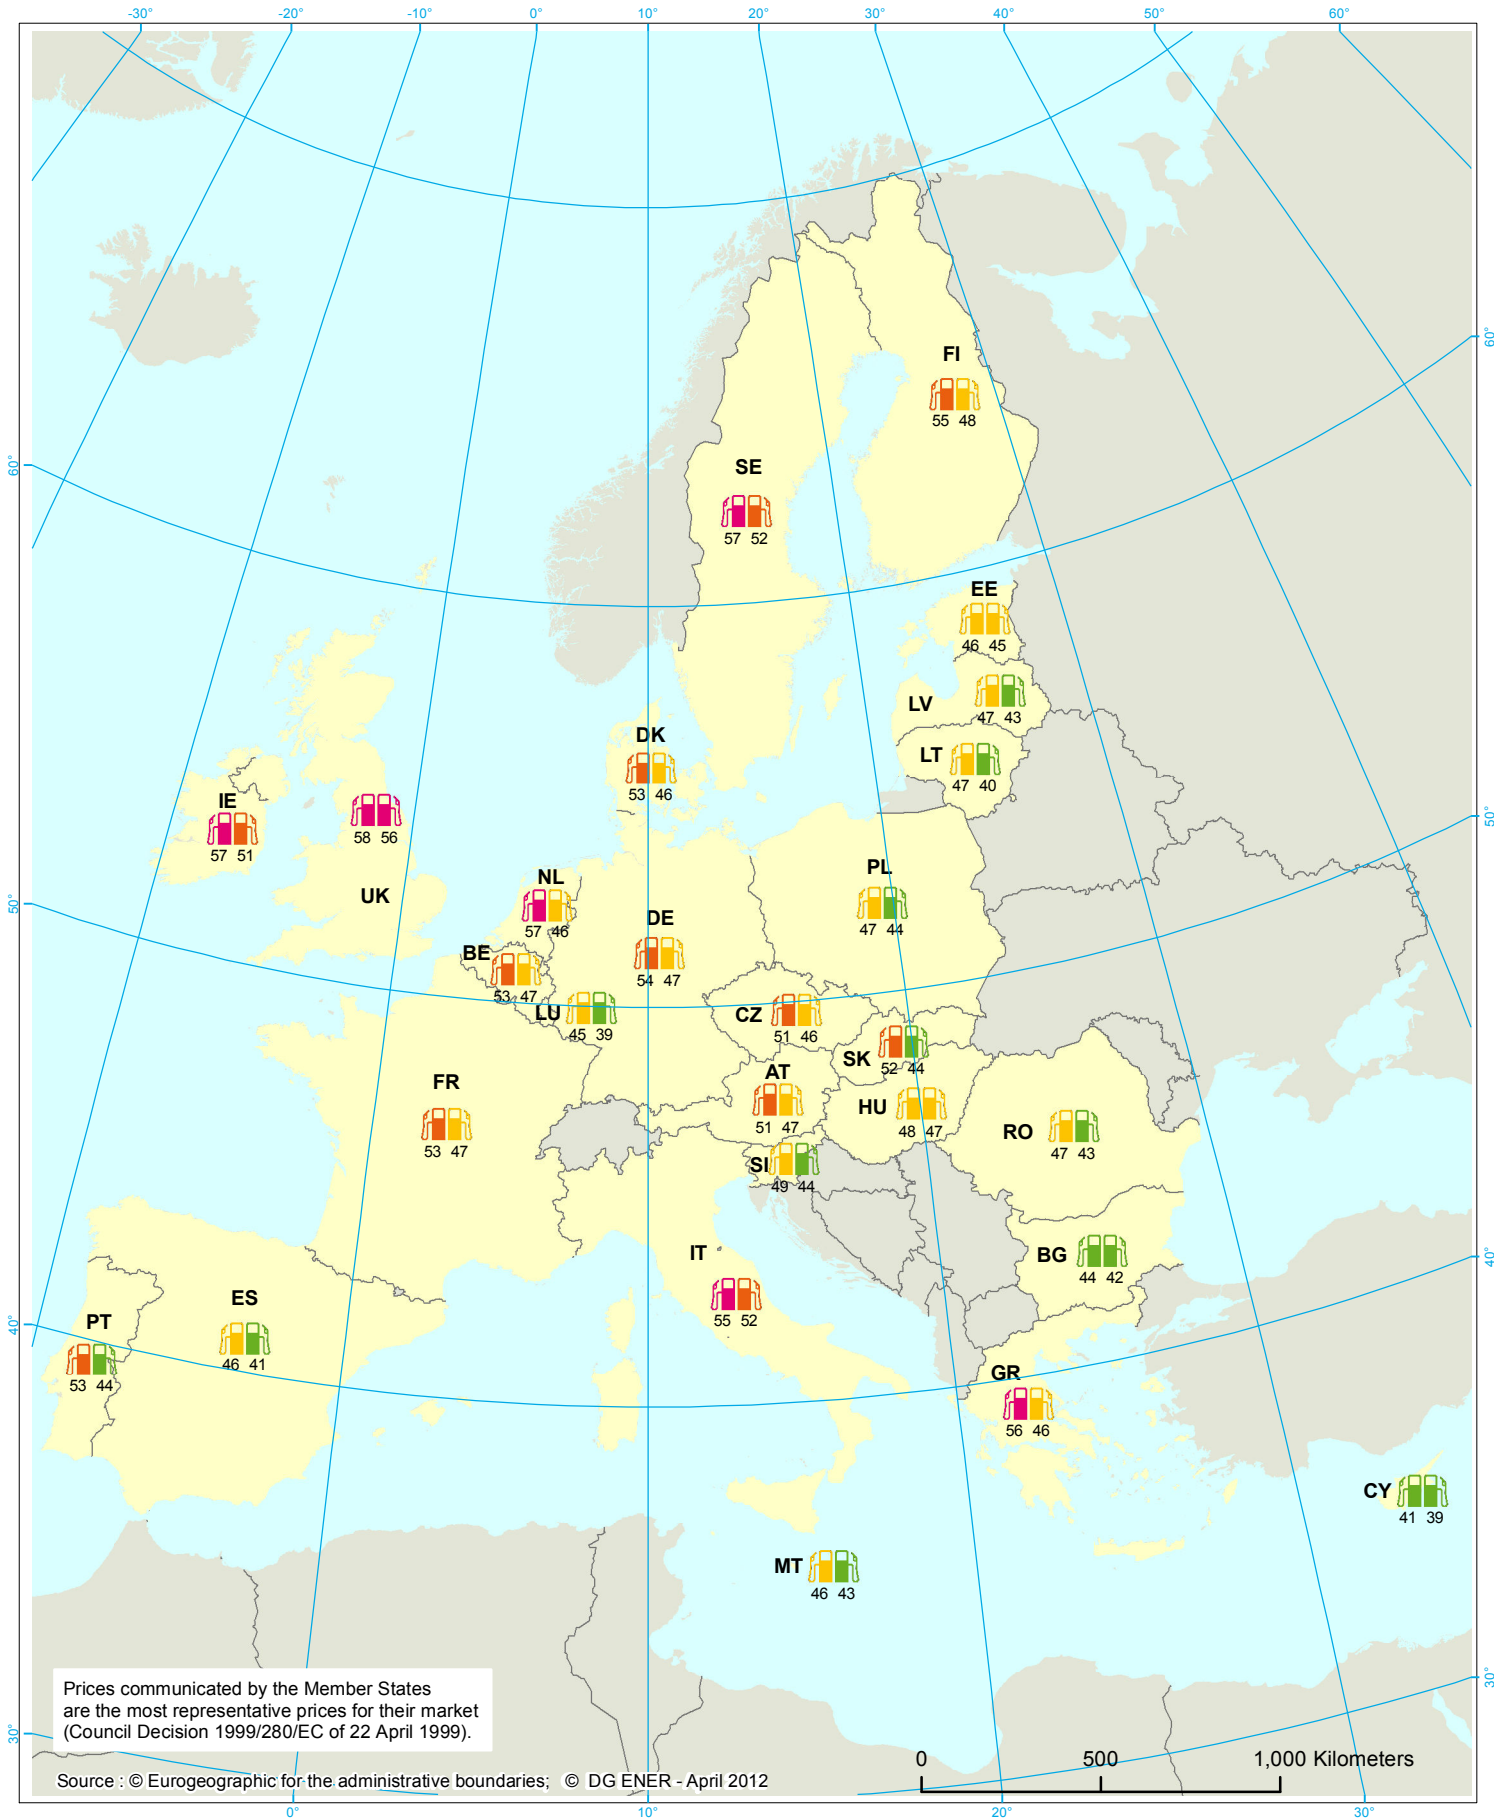 -30° -20° -10° 0° 10° 20° 30° 40° 50° 60°
60°
FI
55 48
60°
SE
57 52
EE
46 45
LV
47 43
DK
53 46
LT
47 40
IE
57 51
58 56
UK
50°
50°
NL
57 46
PL
47 44
DE
54 47
BE
53 47
LU
45 39
CZ
51 46
SK
52 44
AT
51 47
FR
53 47
HU
48 47
RO
47 43
SI
49 44
IT
55 52
BG
44 42
40°
40°
ES
46 41
PT
53 44
GR
56 46
CY
41 39
MT
46 43
30°
30°
Prices communicated by the Member States
are the most representative prices for their market
(Council Decision 1999/280/EC of 22 April 1999).
0 500 1,000 Kilometers
Source : © Eurogeographic for the administrative boundaries; © DG ENER - April 2012
0° 10° 20° 30°